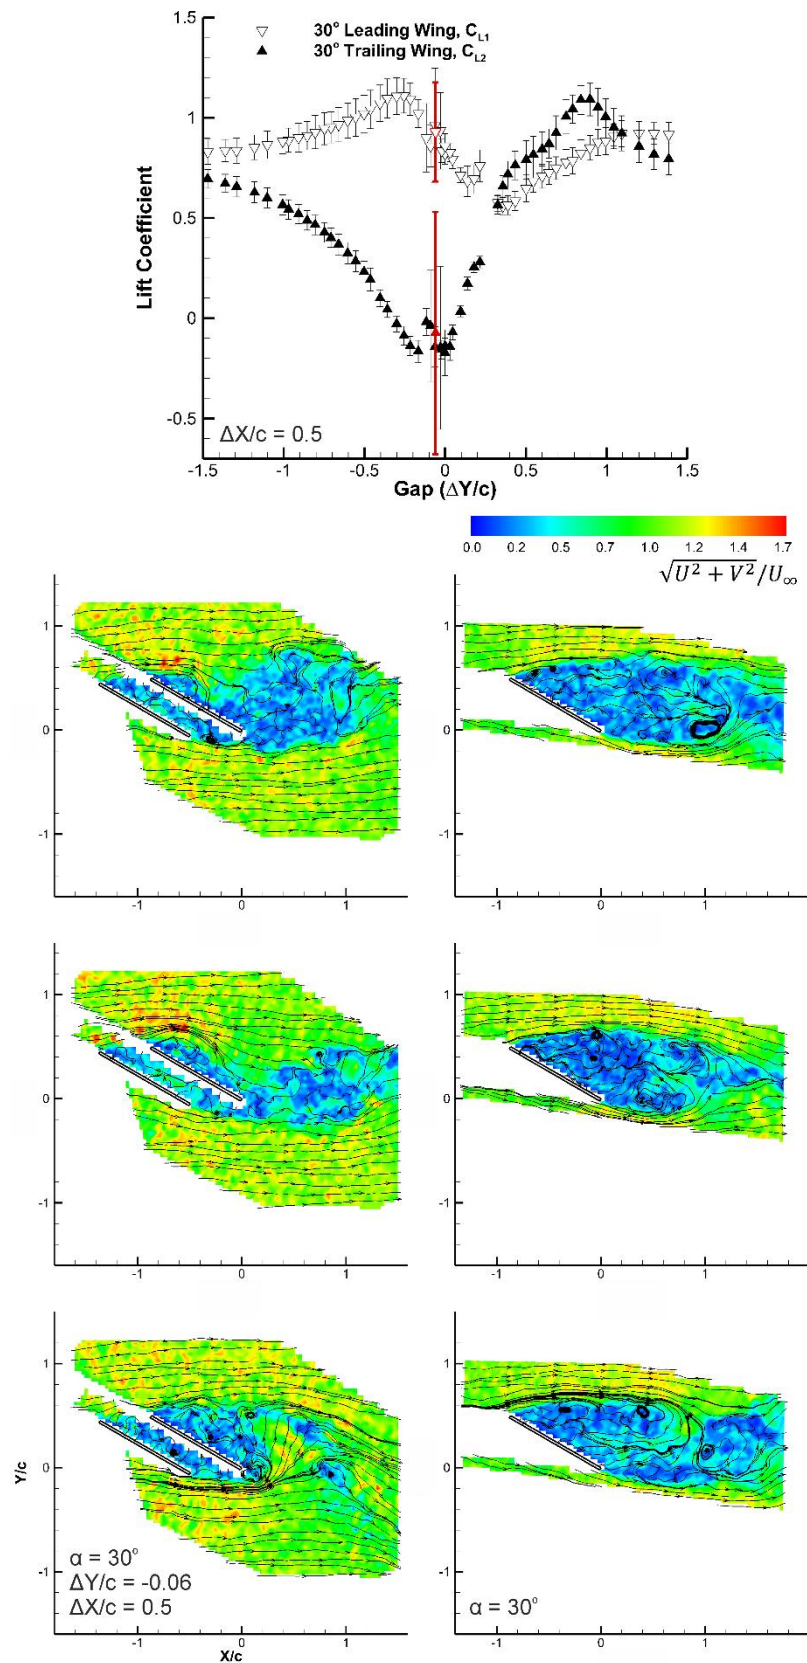 1.5
30° Leading Wing, C_L1
30° Trailing Wing, C_L2
1
0.5
0
-0.5
Lift Coefficient
ΔX/c = 0.5
-1.5 -1 -0.5 0 0.5 1 1.5
Gap (ΔY/c)
0.0 0.2 0.5 0.7 1.0 1.2 1.4 1.7
√U² + V²/U∞
1
0
-1
-1 0 1
1
0
-1
-1 0 1
1
0
-1
-1 0 1
1
0
-1
-1 0 1
1
0
-1
Y/c
α = 30°
ΔY/c = -0.06
ΔX/c = 0.5
-1 0 1
X/c
1
0
-1
α = 30°
-1 0 1